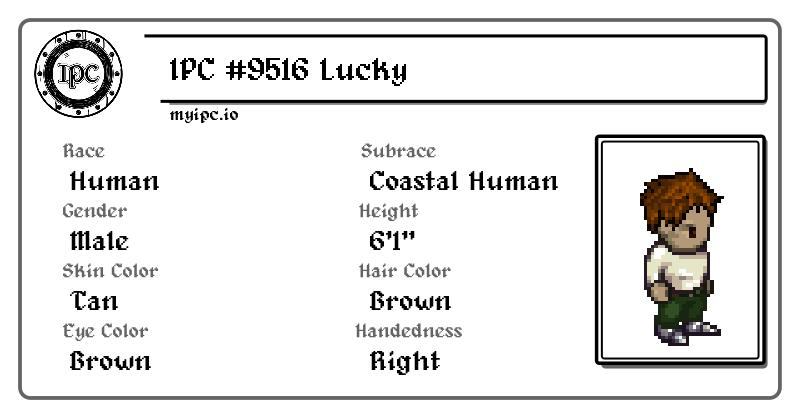 IPC
IPC #9516 Lucky
myipc.io
Race
Subrace
Human
Coastal Human
Gender
Height
Male
6'1"
Skin Color
Hair Color
Tan
Brown
Eye Color
Handedness
Brown
Right